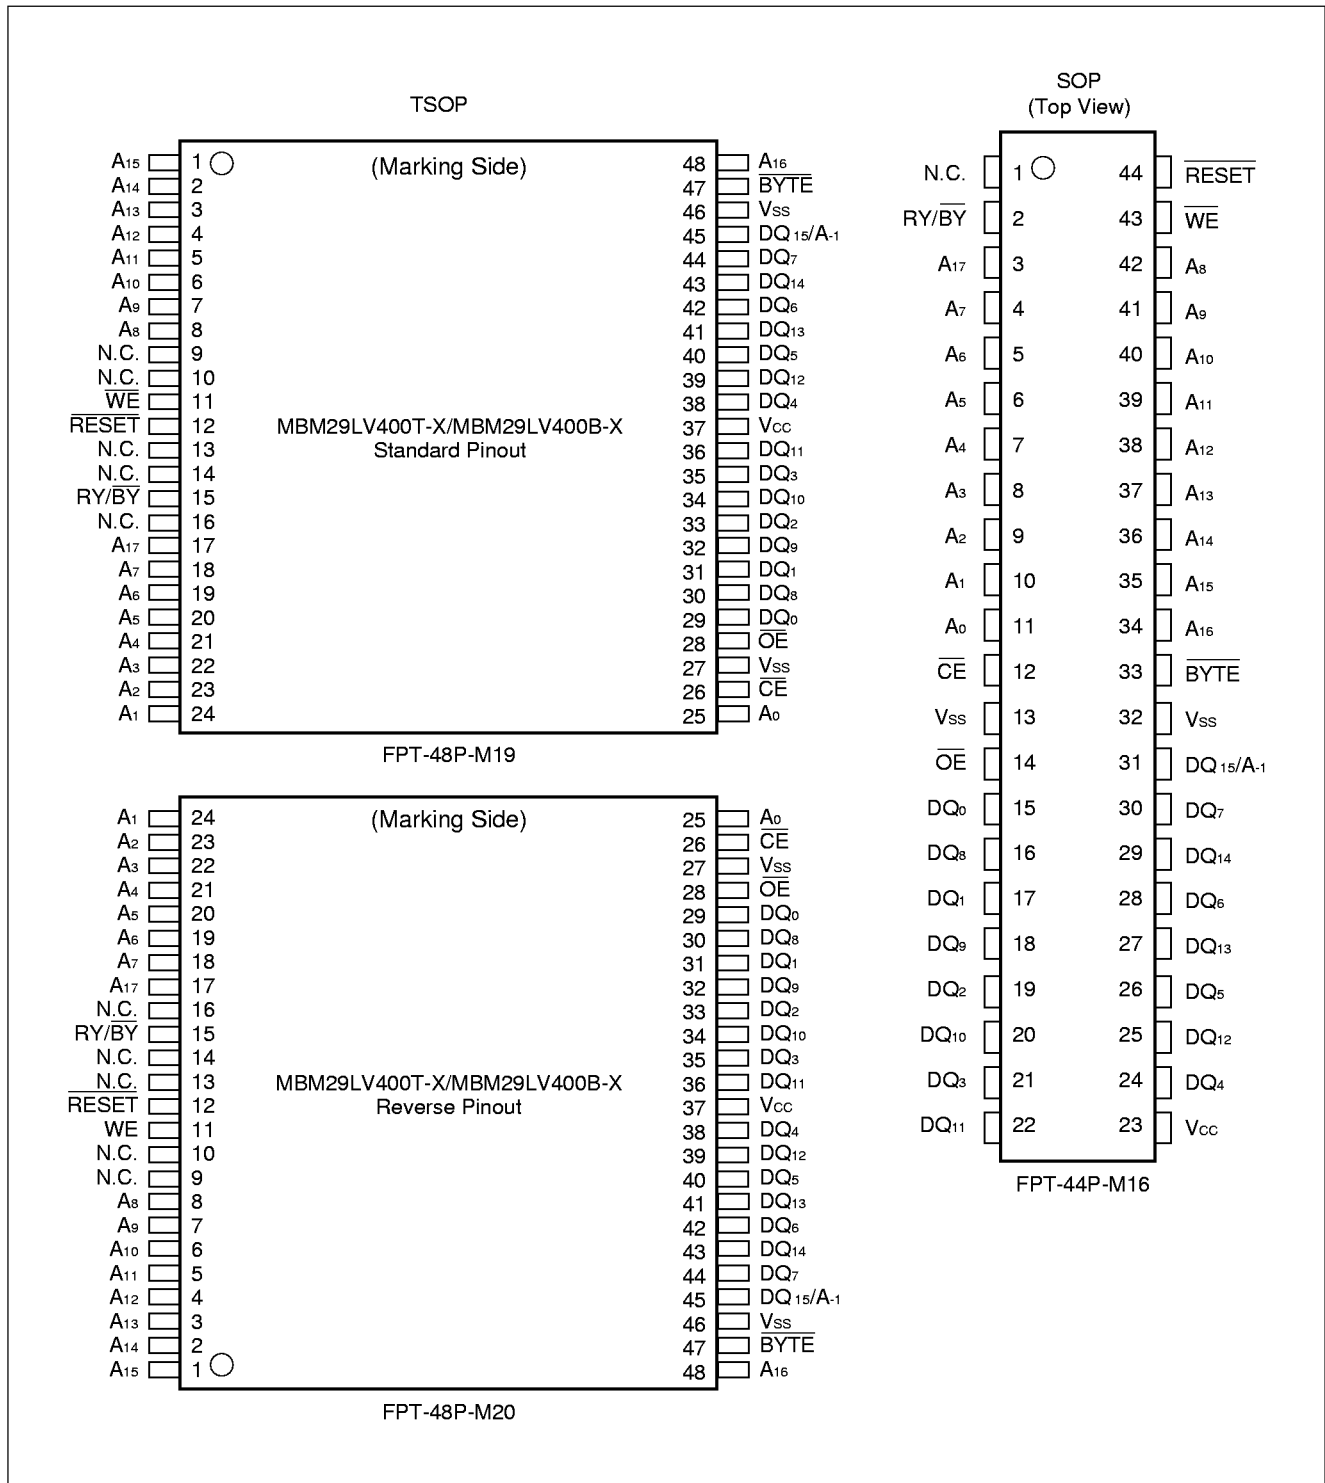 TSOP
(Marking Side)
A15 1 48 A16
A14 2 47 BYTE
A13 3 46 VSS
A12 4 45 DQ15/A-1
A11 5 44 DQ7
A10 6 43 DQ14
A9 7 42 DQ6
A8 8 41 DQ13
N.C. 9 40 DQ5
N.C. 10 39 DQ12
WE 11 38 DQ4
RESET 12 37 VCC
MBM29LV400T-X/MBM29LV400B-X
Standard Pinout
N.C. 13 36 DQ11
N.C. 14 35 DQ3
RY/BY 15 34 DQ10
N.C. 16 33 DQ2
A17 17 32 DQ9
A7 18 31 DQ1
A6 19 30 DQ8
A5 20 29 DQ0
A4 21 28 OE
A3 22 27 VSS
A2 23 26 CE
A1 24 25 A0
FPT-48P-M19
(Marking Side)
A1 24 25 A0
A2 23 26 CE
A3 22 27 VSS
A4 21 28 OE
A5 20 29 DQ0
A6 19 30 DQ8
A7 18 31 DQ1
A17 17 32 DQ9
N.C. 16 33 DQ2
RY/BY 15 34 DQ10
N.C. 14 35 DQ3
N.C. 13 36 DQ11
MBM29LV400T-X/MBM29LV400B-X
Reverse Pinout
RESET 12 37 VCC
WE 11 38 DQ4
N.C. 10 39 DQ12
N.C. 9 40 DQ5
A8 8 41 DQ13
A9 7 42 DQ6
A10 6 43 DQ14
A11 5 44 DQ7
A12 4 45 DQ15/A-1
A13 3 46 VSS
A14 2 47 BYTE
A15 1 48 A16
FPT-48P-M20
SOP
(Top View)
N.C. 1 44 RESET
RY/BY 2 43 WE
A17 3 42 A8
A7 4 41 A9
A6 5 40 A10
A5 6 39 A11
A4 7 38 A12
A3 8 37 A13
A2 9 36 A14
A1 10 35 A15
A0 11 34 A16
CE 12 33 BYTE
VSS 13 32 VSS
OE 14 31 DQ15/A-1
DQ0 15 30 DQ7
DQ8 16 29 DQ14
DQ1 17 28 DQ6
DQ9 18 27 DQ13
DQ2 19 26 DQ5
DQ10 20 25 DQ12
DQ3 21 24 DQ4
DQ11 22 23 VCC
FPT-44P-M16